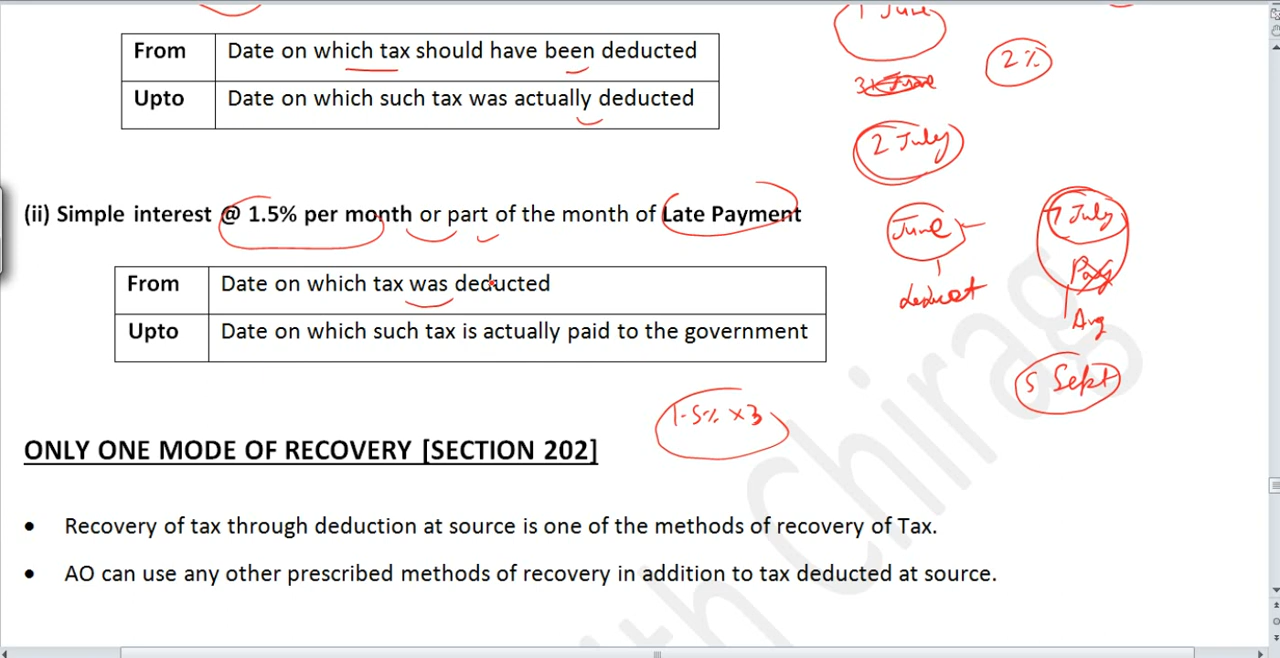 1 June
From Date on which tax should have been deducted
2%
Upto Date on which such tax was actually deducted
2 July
(ii) Simple interest @ 1.5% per month or part of the month of Late Payment
June
7 July
From Date on which tax was deducted
deduct
Upto Date on which such tax is actually paid to the government
Aug
5 Sept
1.5% x 3
ONLY ONE MODE OF RECOVERY [SECTION 202]
• Recovery of tax through deduction at source is one of the methods of recovery of Tax.
• AO can use any other prescribed methods of recovery in addition to tax deducted at source.
with Chirag